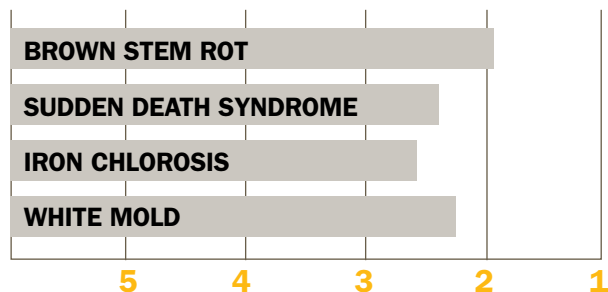 BROWN STEM ROT
SUDDEN DEATH SYNDROME
IRON CHLOROSIS
WHITE MOLD
5 4 3 2 1